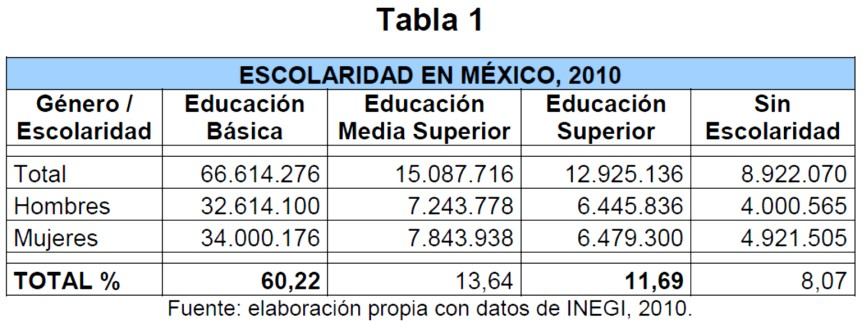 Tabla 1
ESCOLARIDAD EN MÉXICO, 2010
Género / Escolaridad Educación Básica Educación Media Superior Educación Superior Sin Escolaridad
Total 66.614.276 15.087.716 12.925.136 8.922.070
Hombres 32.614.100 7.243.778 6.445.836 4.000.565
Mujeres 34.000.176 7.843.938 6.479.300 4.921.505
TOTAL % 60,22 13,64 11,69 8,07
Fuente: elaboración propia con datos de INEGI, 2010.